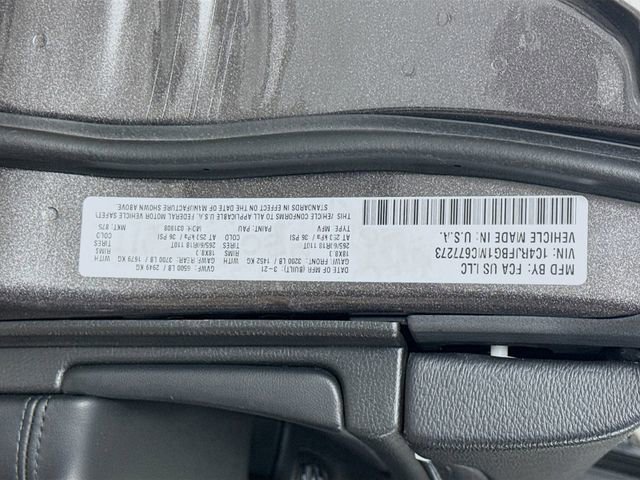 MFD BY: FCA US LLC
VIN: 1C4RJFBG1MC677273
VEHICLE MADE IN: U.S.A.
DATE OF MFR (BUILT): 3-21 GVWR: 6500 LB / 2949 KG
GAWR: FRONT: 3200 LB / 1452 KG WITH GAWR: REAR: 3700 LB / 1679 KG WITH
265/60R18 110T TIRES 18X8.0 RIMS 265/60R18 110T TIRES 18X8.0 RIMS
AT 250 kPa / 36 PSI COLD AT 250 kPa / 36 PSI COLD
TYPE: MPV PAINT: PAU MDH: 031908 MKT: 875
THIS VEHICLE CONFORMS TO ALL APPLICABLE U.S.A. FEDERAL MOTOR VEHICLE SAFETY
STANDARDS IN EFFECT ON THE DATE OF MANUFACTURE SHOWN ABOVE.